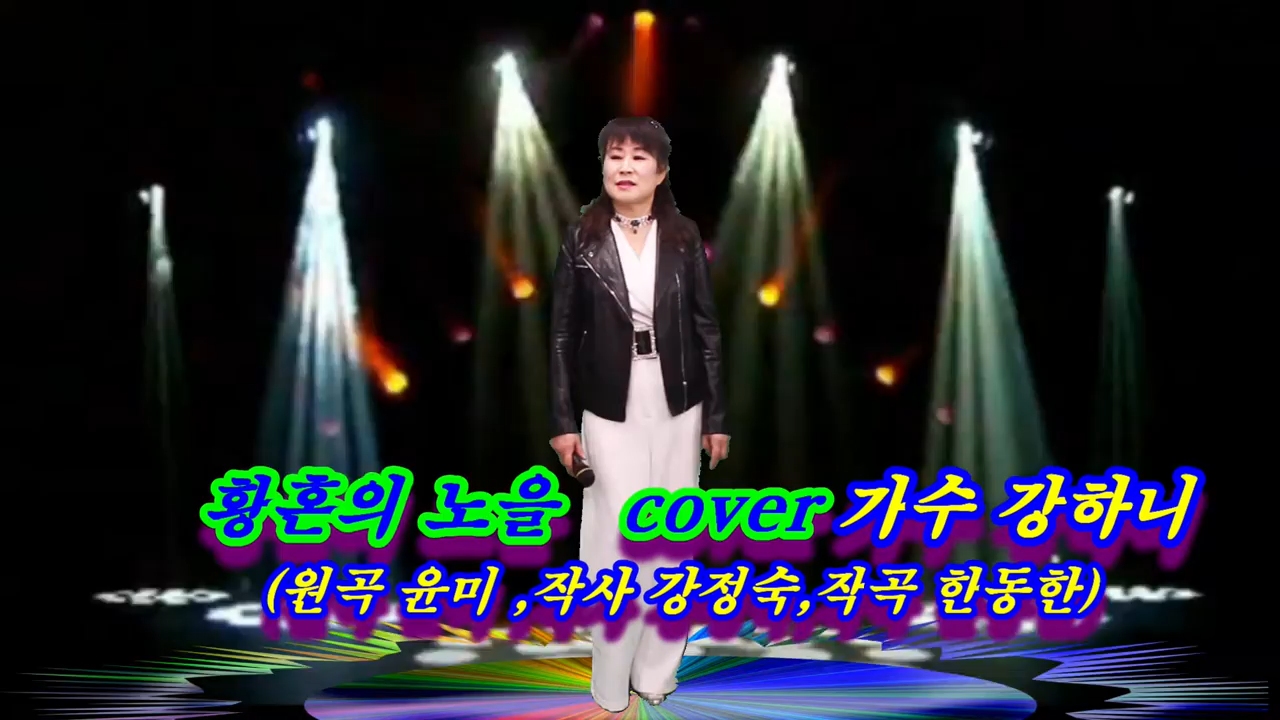 황혼의 노을 cover 가수 강하니
(원곡 윤미 ,작사 강정숙,작곡 한동한)